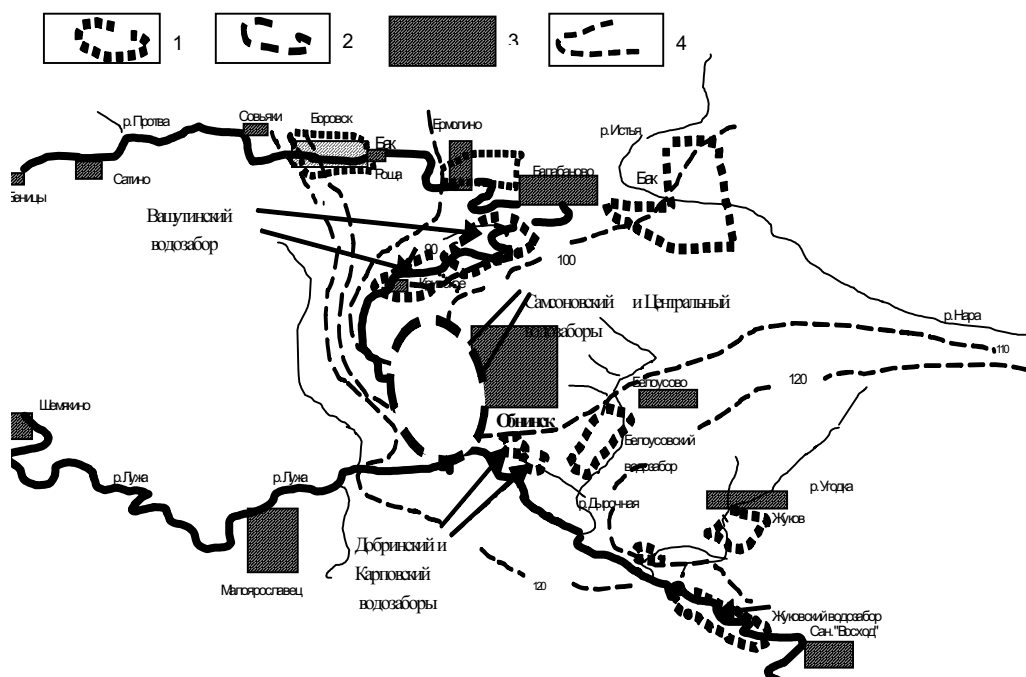 1
2
3
4
р.Протва
Совьяки
Боровск
Бак
Ермолино
р.Истья
Беницы
Сатино
Роща
Балабаново
Бак
Вашутинский
водозабор
90
100
Самсоновский и Центральный
водозаборы
р.Нара
110
120
Шемякино
Белоусово
Обнинск
Белоусовский
водозабор
р.Лужа
р.Лужа
р.Дырочная
р.Угодка
Жуков
Добринский и
Карповский
водозаборы
120
Малоярославец
Жуковский водозабор
Сан."Восход"